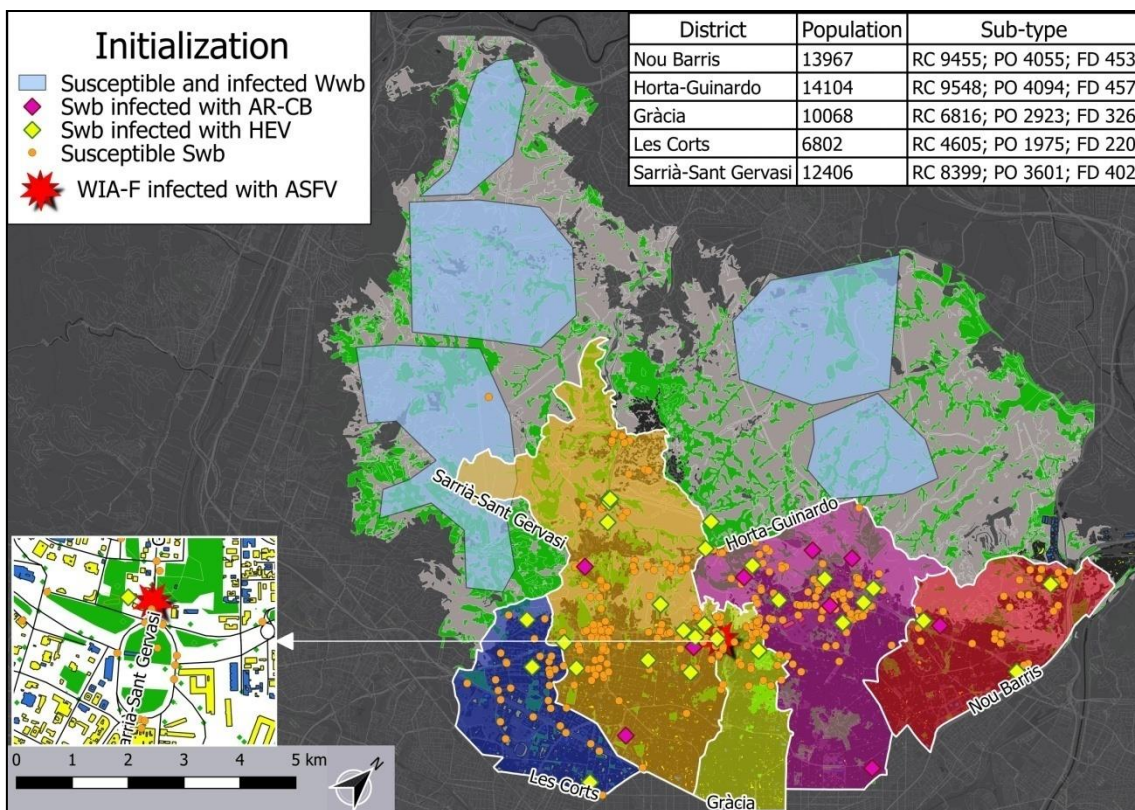 Initialization
Susceptible and infected Wwb
Swb infected with AR-CB
Swb infected with HEV
Susceptible Swb
WIA-F infected with ASFV
District Population Sub-type
Nou Barris 13967 RC 9455; PO 4055; FD 453
Horta-Guinardo 14104 RC 9548; PO 4094; FD 457
Gràcia 10068 RC 6816; PO 2923; FD 326
Les Corts 6802 RC 4605; PO 1975; FD 220
Sarrià-Sant Gervasi 12406 RC 8399; PO 3601; FD 402
Sarrià-Sant Gervasi
Horta-Guinardo
Nou-Barris
Les Corts
Gràcia
Sarrià-Sant Gervasi
0 1 2 3 4 5 km
N